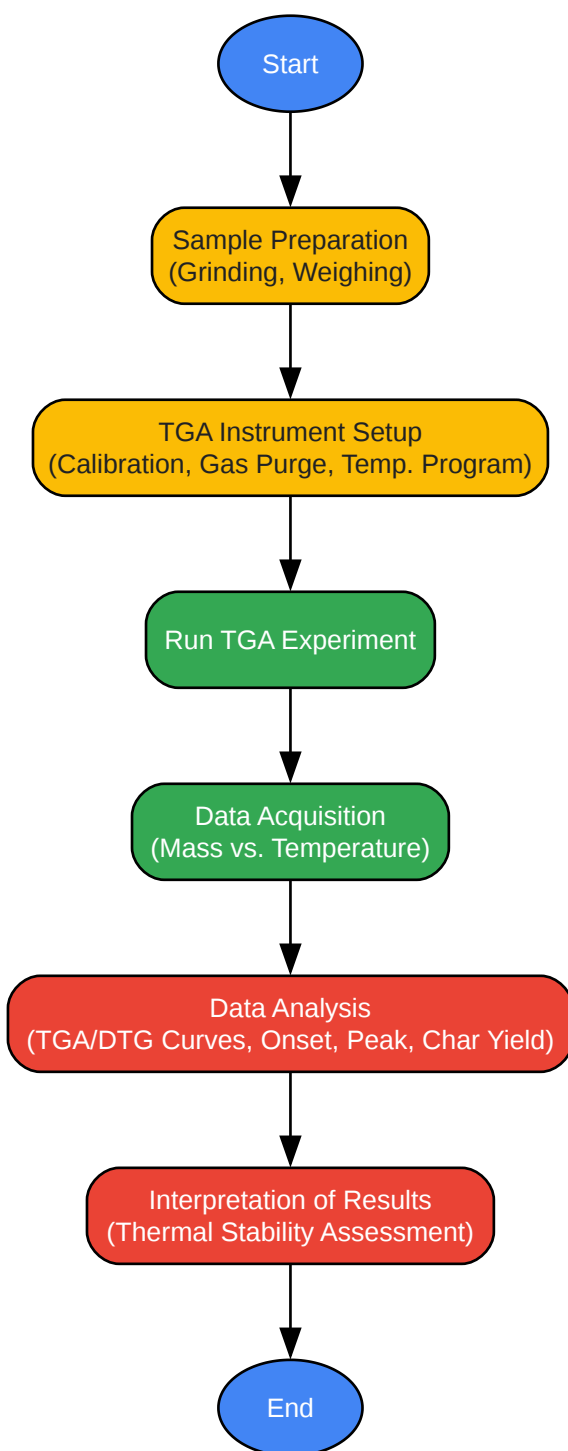 Start
Sample Preparation
(Grinding, Weighing)
TGA Instrument Setup
(Calibration, Gas Purge, Temp. Program)
Run TGA Experiment
Data Acquisition
(Mass vs. Temperature)
Data Analysis
(TGA/DTG Curves, Onset, Peak, Char Yield)
Interpretation of Results
(Thermal Stability Assessment)
End